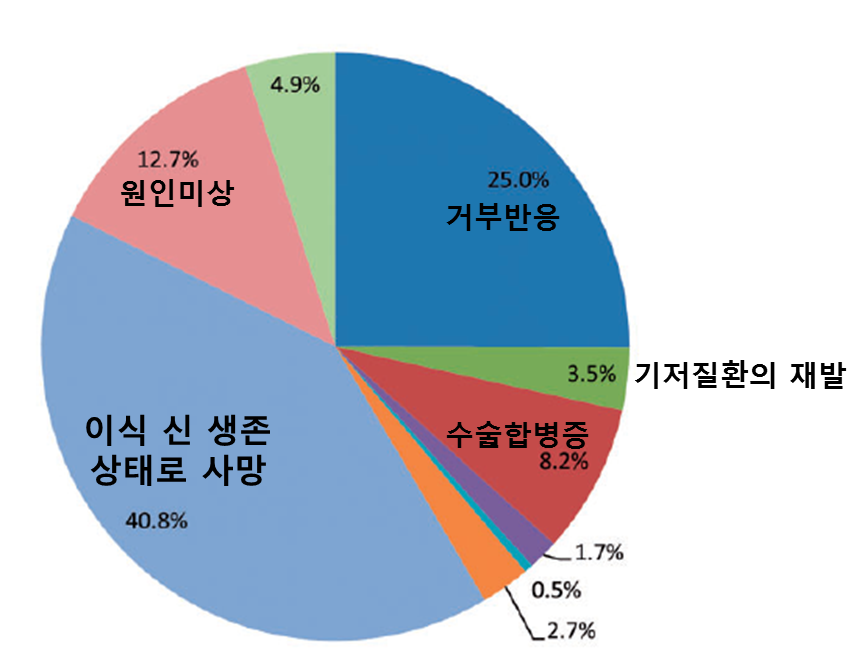 4.9%
12.7%
원인미상
25.0%
거부반응
3.5%
기저질환의 재발
이식 신 생존
상태로 사망
40.8%
수술합병증
8.2%
1.7%
0.5%
2.7%